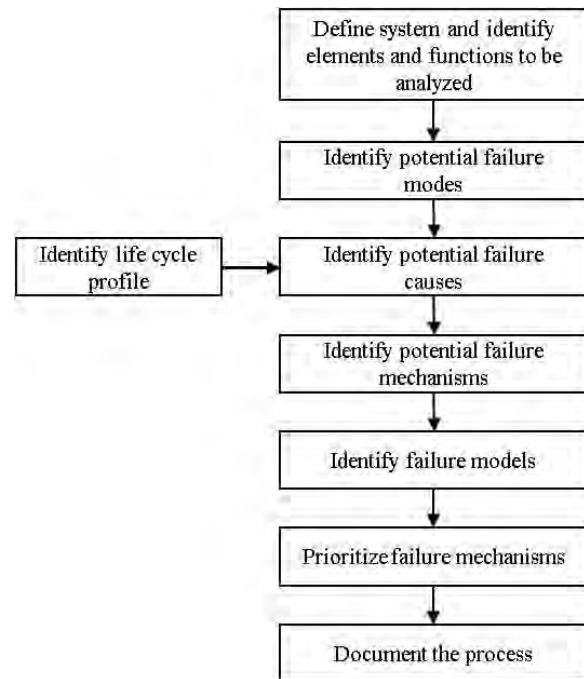 Define system and identify
elements and functions to be
analyzed
Identify potential failure
modes
Identify life cycle
profile
Identify potential failure
causes
Identify potential failure
mechanisms
Identify failure models
Prioritize failure mechanisms
Document the process